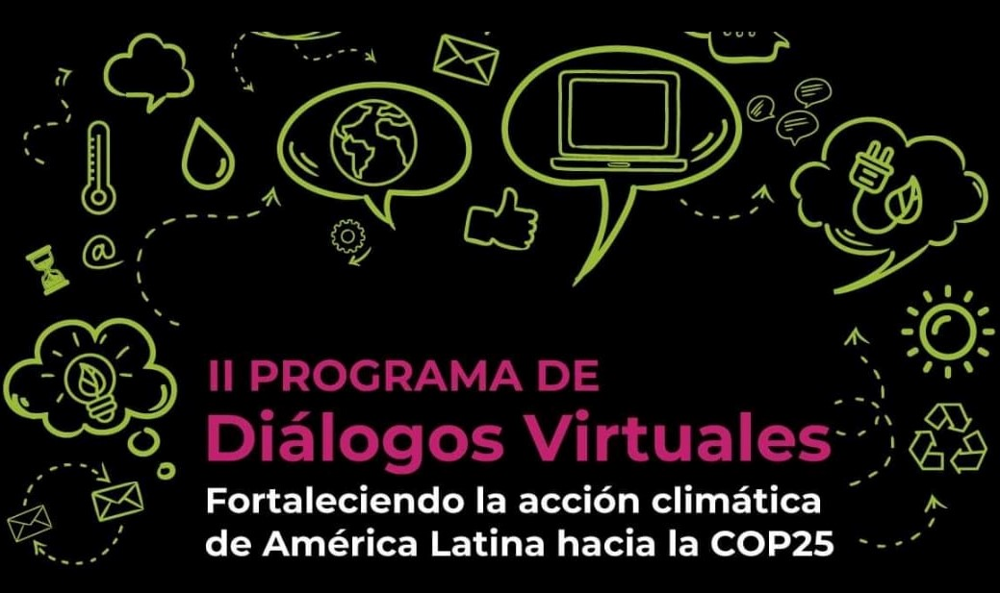 II PROGRAMA DE
Diálogos Virtuales
Fortaleciendo la acción climática
de América Latina hacia la COP25
@